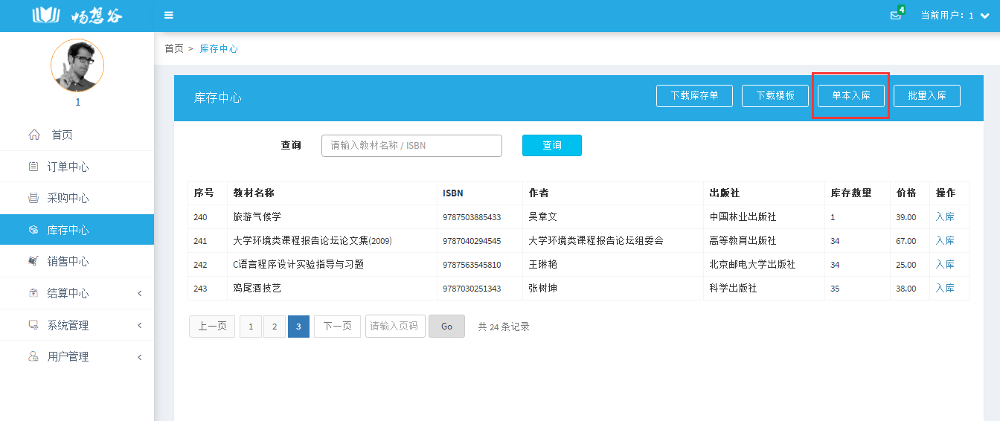 畅想谷
4
当前用户：1
1
首页
订单中心
采购中心
库存中心
销售中心
结算中心
系统管理
用户管理
首页 > 库存中心
库存中心
下载库存单 下载模板 单本入库 批量入库
查询 请输入教材名称 / ISBN 查询
序号 教材名称 ISBN 作者 出版社 库存数量 价格 操作
240 旅游气候学 9787503885433 吴章文 中国林业出版社 1 39.00 入库
241 大学环境类课程报告论坛论文集(2009) 9787040294545 大学环境类课程报告论坛组委会 高等教育出版社 34 67.00 入库
242 C语言程序设计实验指导与习题 9787563545810 王琳艳 北京邮电大学出版社 34 25.00 入库
243 鸡尾酒技艺 9787030251343 张树坤 科学出版社 35 38.00 入库
上一页 1 2 3 下一页 请输入页码 Go 共 24 条记录